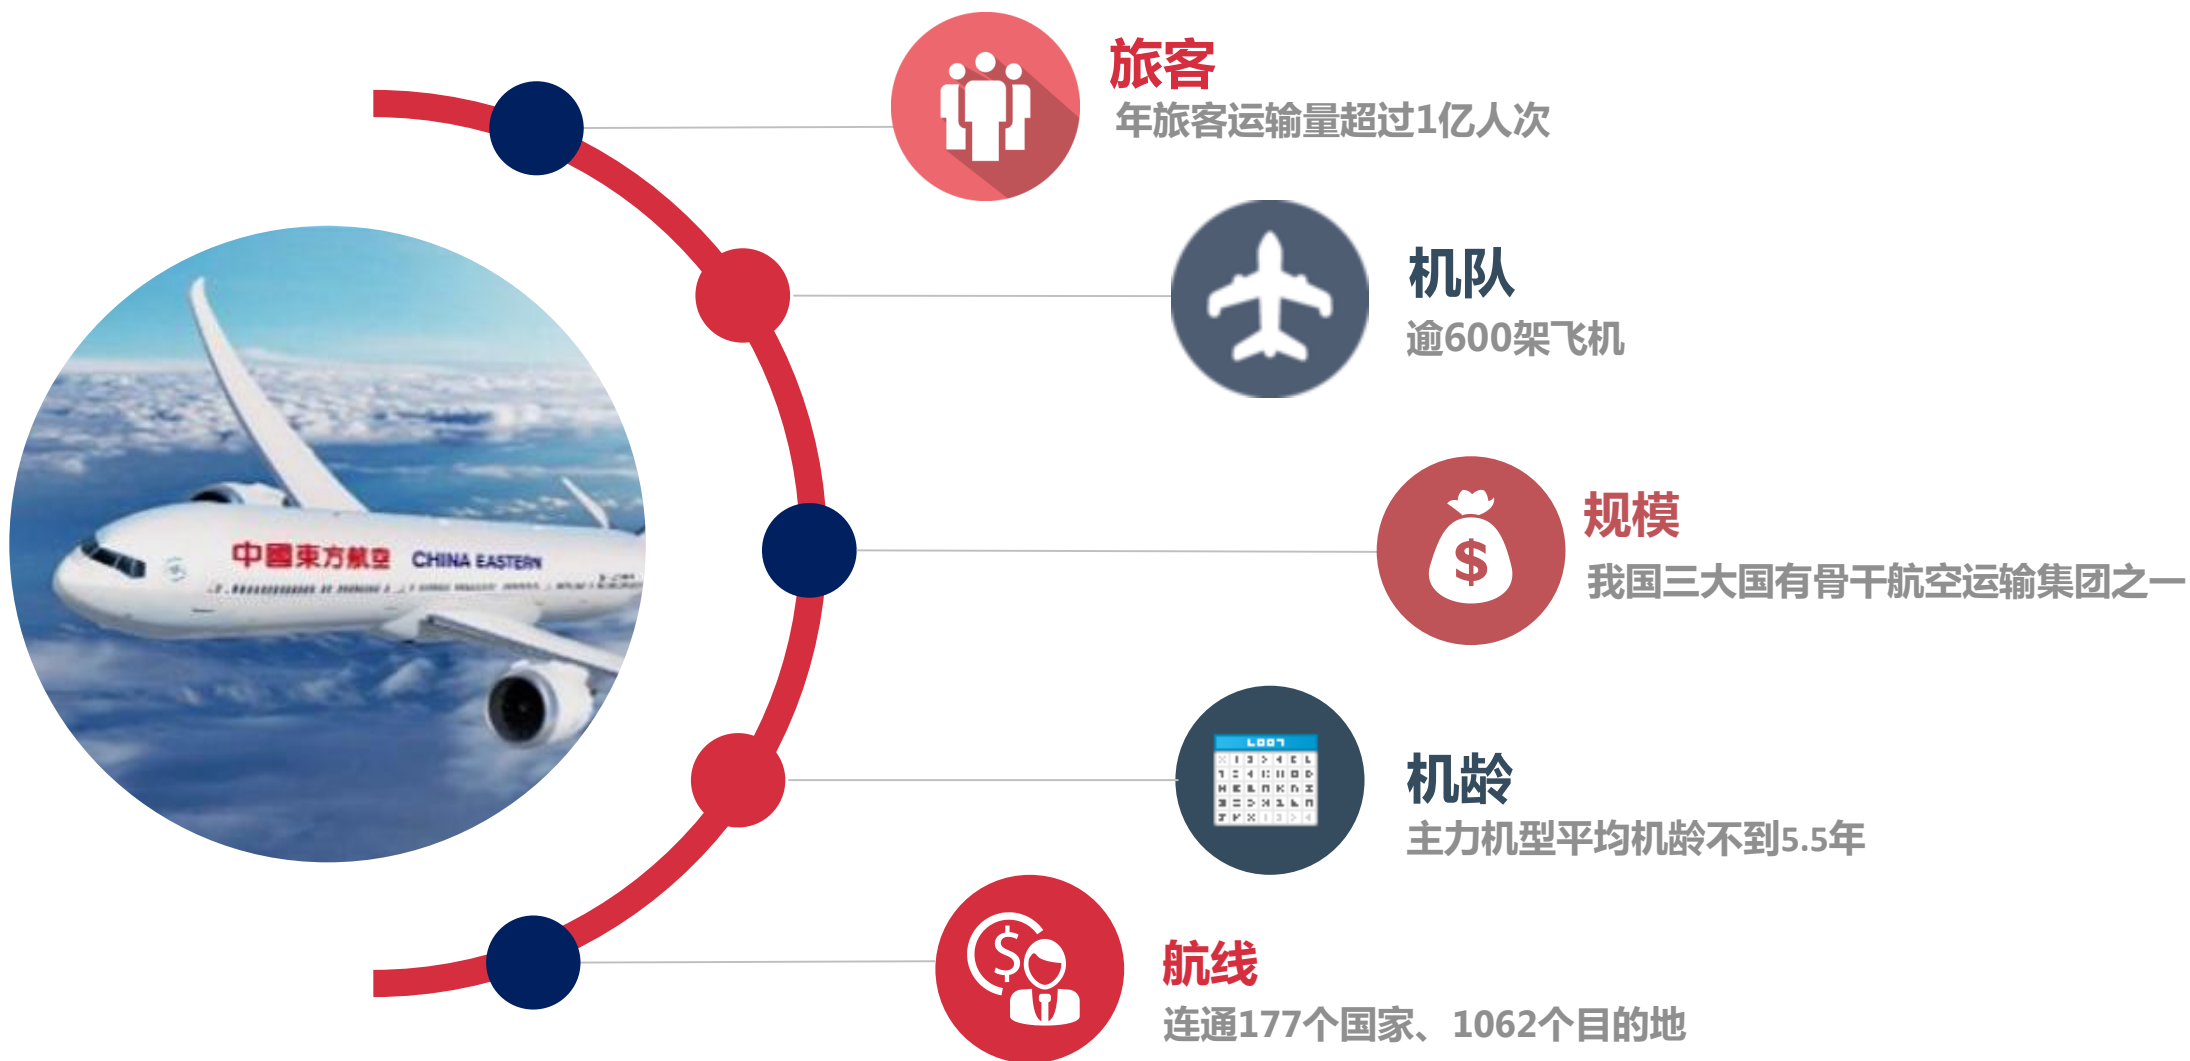 旅客
年旅客运输量超过1亿人次
机队
逾600架飞机
中國東方航空 CHINA EASTERN
规模
我国三大国有骨干航空运输集团之一
$
机龄
主力机型平均机龄不到5.5年
$
航线
连通177个国家、1062个目的地